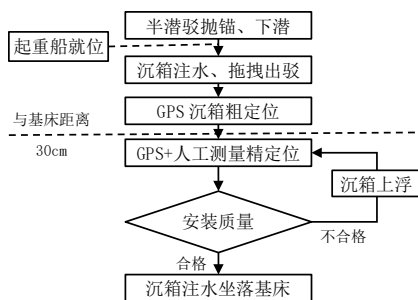 半潜驳抛锚、下潜
起重船就位
沉箱注水、拖拽出驳
GPS 沉箱粗定位
与基床距离
30cm
GPS+人工测量精定位
沉箱上浮
安装质量
不合格
合格
沉箱注水坐落基床